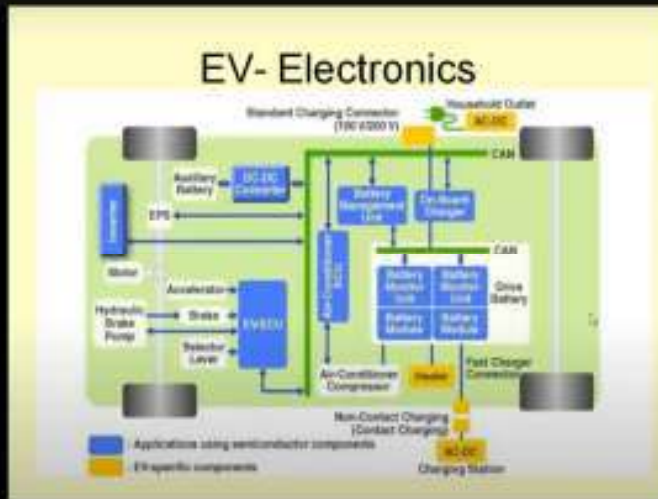 EV- Electronics
Standard Charging Connector
(100 V/200 V)
Household Outlet
AC-DC
CAN
Auxiliary
Battery
DC-DC
Converter
Battery
Management
Unit
On-Board
Charger
EPS
Inverter
Motor
Air-Conditioner
ECU
CAN
Battery
Monitor
Unit
Battery
Monitor
Unit
Drive
Battery
Battery
Module
Battery
Module
Accelerator
Hydraulic
Brake
Pump
Brake
EV ECU
Selector
Lever
Air-Conditioner
Compressor
Heater
Fast Charger
Non-Contact Charging
(Contact Charging)
AC-DC
Charging Station
Applications using semiconductor components
EV-specific components